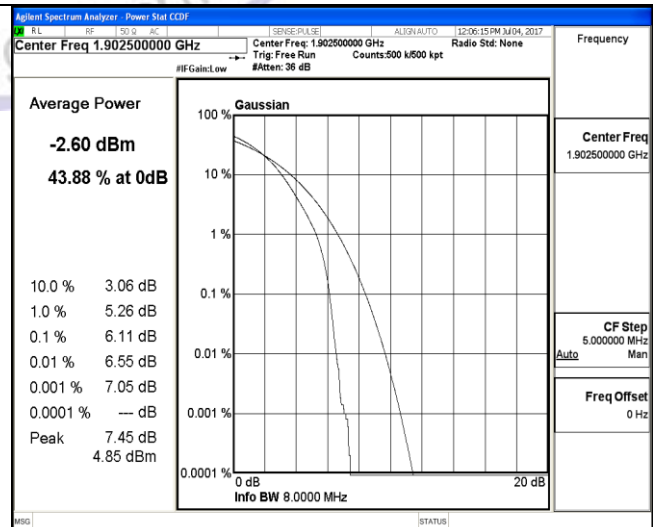 Agilent Spectrum Analyzer - Power Stat CCDF
RL RF 50 Ω AC SENSE:PULSE ALIGNAUTO 12:06:15 PM Jul 04, 2017
Center Freq 1.902500000 GHz
Center Freq: 1.902500000 GHz Radio Std: None
Trig: Free Run Counts:500 k/500 kpt
#IFGain:Low #Atten: 36 dB
Frequency
Average Power
-2.60 dBm
43.88 % at 0dB
10.0 % 3.06 dB
1.0 % 5.26 dB
0.1 % 6.11 dB
0.01 % 6.55 dB
0.001 % 7.05 dB
0.0001 % --- dB
Peak 7.45 dB
4.85 dBm
Gaussian
100 %
10 %
1 %
0.1 %
0.01 %
0.001 %
0.0001 %
0 dB 20 dB
Info BW 8.0000 MHz
Center Freq
1.902500000 GHz
CF Step
5.000000 MHz
Auto Man
Freq Offset
0 Hz
MSG STATUS